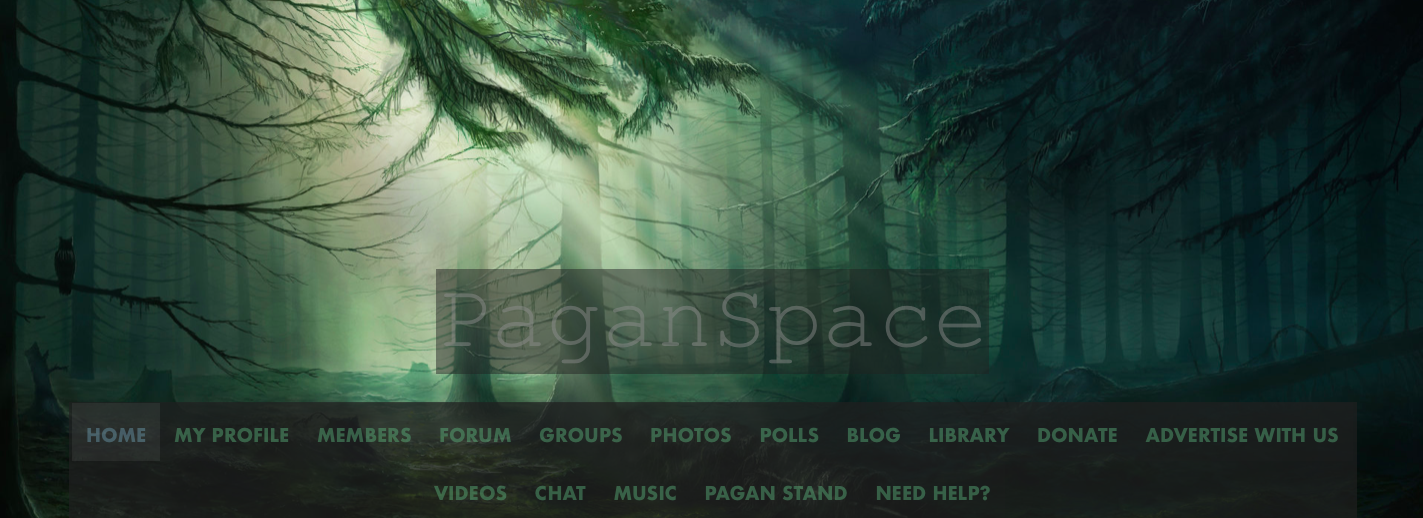 PaganSpace
HOME MY PROFILE MEMBERS FORUM GROUPS PHOTOS POLLS BLOG LIBRARY DONATE ADVERTISE WITH US
VIDEOS CHAT MUSIC PAGAN STAND NEED HELP?